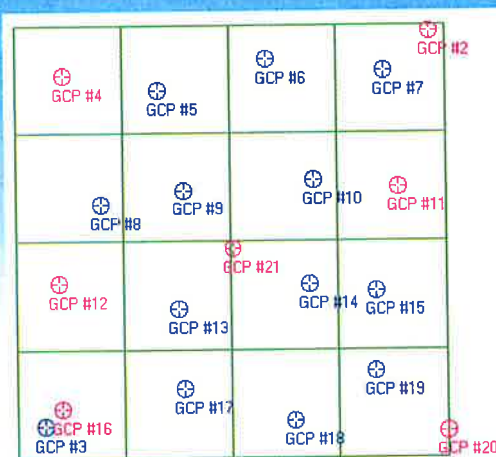 GCP #2
GCP #4
GCP #5
GCP #6
GCP #7
GCP #8
GCP #9
GCP #10
GCP #11
GCP #21
GCP #12
GCP #13
GCP #14
GCP #15
GCP #16
GCP #3
GCP #17
GCP #18
GCP #19
GCP #20